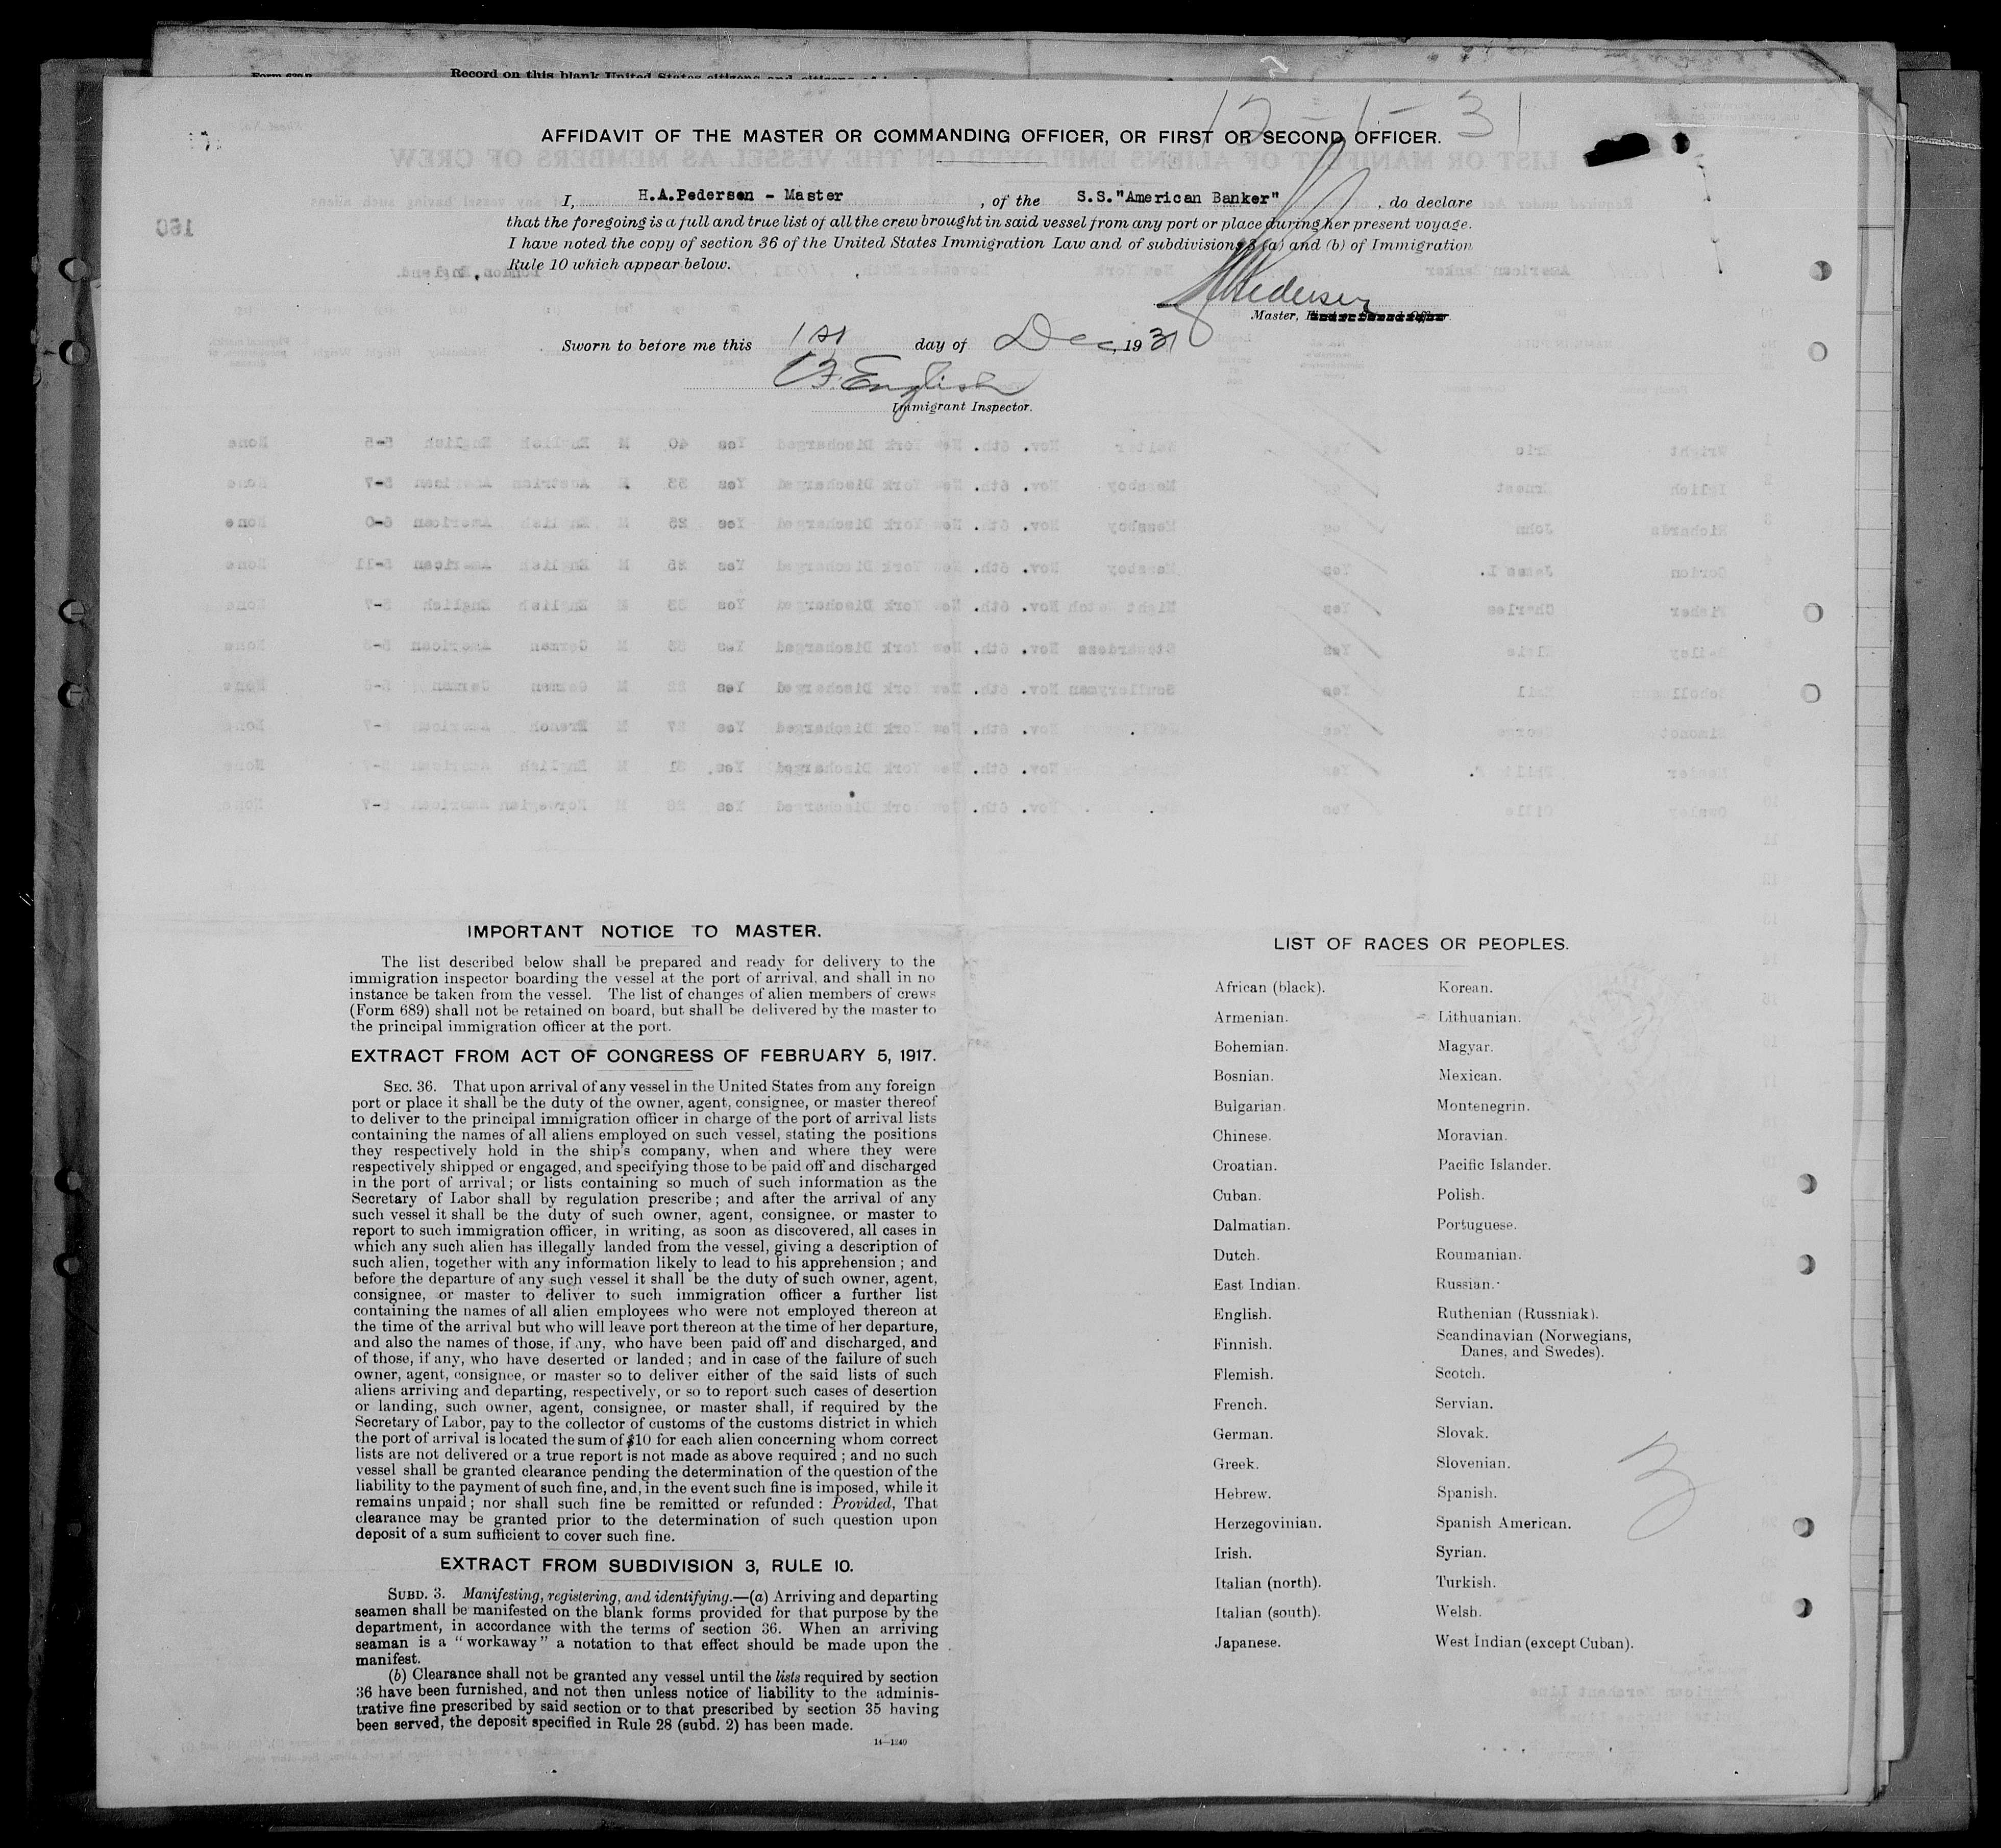 Record on this blank United States citizens and citizens of
12-1-31
AFFIDAVIT OF THE MASTER OR COMMANDING OFFICER, OR FIRST OR SECOND OFFICER.
I, H.A.Pedersen - Master, of the S.S."American Banker", do declare
that the foregoing is a full and true list of all the crew brought in said vessel from any port or place during her present voyage.
I have noted the copy of section 36 of the United States Immigration Law and of subdivisions 3 (a) and (b) of Immigration
Rule 10 which appear below.
HAPedersen
Master,
Sworn to before me this 1st day of Dec, 1931
English
Immigrant Inspector.
IMPORTANT NOTICE TO MASTER.
The list described below shall be prepared and ready for delivery to the
immigration inspector boarding the vessel at the port of arrival, and shall in no
instance be taken from the vessel. The list of changes of alien members of crews
(Form 689) shall not be retained on board, but shall be delivered by the master to
the principal immigration officer at the port.
EXTRACT FROM ACT OF CONGRESS OF FEBRUARY 5, 1917.
SEC. 36. That upon arrival of any vessel in the United States from any foreign
port or place it shall be the duty of the owner, agent, consignee, or master thereof
to deliver to the principal immigration officer in charge of the port of arrival lists
containing the names of all aliens employed on such vessel, stating the positions
they respectively hold in the ship's company, when and where they were
respectively shipped or engaged, and specifying those to be paid off and discharged
in the port of arrival; or lists containing so much of such information as the
Secretary of Labor shall by regulation prescribe; and after the arrival of any
such vessel it shall be the duty of such owner, agent, consignee, or master to
report to such immigration officer, in writing, as soon as discovered, all cases in
which any such alien has illegally landed from the vessel, giving a description of
such alien, together with any information likely to lead to his apprehension; and
before the departure of any such vessel it shall be the duty of such owner, agent,
consignee, or master to deliver to such immigration officer a further list
containing the names of all alien employees who were not employed thereon at
the time of the arrival but who will leave port thereon at the time of her departure,
and also the names of those, if any, who have been paid off and discharged, and
of those, if any, who have deserted or landed; and in case of the failure of such
owner, agent, consignee, or master so to deliver either of the said lists of such
aliens arriving and departing, respectively, or so to report such cases of desertion
or landing, such owner, agent, consignee, or master shall, if required by the
Secretary of Labor, pay to the collector of customs of the customs district in which
the port of arrival is located the sum of $10 for each alien concerning whom correct
lists are not delivered or a true report is not made as above required; and no such
vessel shall be granted clearance pending the determination of the question of the
liability to the payment of such fine, and, in the event such fine is imposed, while it
remains unpaid; nor shall such fine be remitted or refunded: Provided, That
clearance may be granted prior to the determination of such question upon
deposit of a sum sufficient to cover such fine.
EXTRACT FROM SUBDIVISION 3, RULE 10.
SUBD. 3. Manifesting, registering, and identifying.—(a) Arriving and departing
seamen shall be manifested on the blank forms provided for that purpose by the
department, in accordance with the terms of section 36. When an arriving
seaman is a "workaway" a notation to that effect should be made upon the
manifest.
(b) Clearance shall not be granted any vessel until the lists required by section
36 have been furnished, and not then unless notice of liability to the adminis-
trative fine prescribed by said section or to that prescribed by section 35 having
been served, the deposit specified in Rule 28 (subd. 2) has been made.
14—1240
LIST OF RACES OR PEOPLES.
African (black).
Armenian.
Bohemian.
Bosnian.
Bulgarian.
Chinese.
Croatian.
Cuban.
Dalmatian.
Dutch.
East Indian.
English.
Finnish.
Flemish.
French.
German.
Greek.
Hebrew.
Herzegovinian.
Irish.
Italian (north).
Italian (south).
Japanese.
Korean.
Lithuanian.
Magyar.
Mexican.
Montenegrin.
Moravian.
Pacific Islander.
Polish.
Portuguese.
Roumanian.
Russian.
Ruthenian (Russniak).
Scandinavian (Norwegians,
Danes, and Swedes).
Scotch.
Servian.
Slovak.
Slovenian.
Spanish.
Spanish American.
Syrian.
Turkish.
Welsh.
West Indian (except Cuban).
3